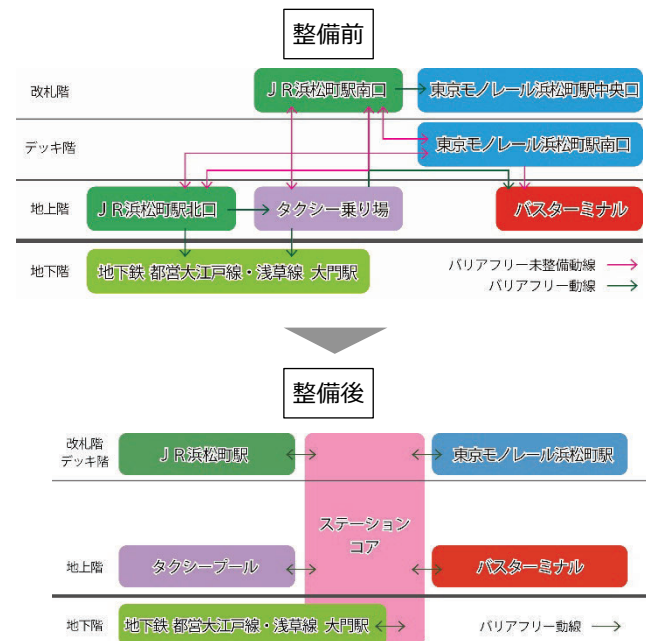 整備前
改札階
JR浜松町駅南口
東京モノレール浜松町駅中央口
デッキ階
東京モノレール浜松町駅南口
地上階
JR浜松町駅北口
タクシー乗り場
バスターミナル
地下階
地下鉄 都営大江戸線・浅草線 大門駅
バリアフリー未整備動線
バリアフリー動線
整備後
改札階
デッキ階
JR浜松町駅
東京モノレール浜松町駅
ステーション
コア
地上階
タクシープール
バスターミナル
地下階
地下鉄 都営大江戸線・浅草線 大門駅
バリアフリー動線